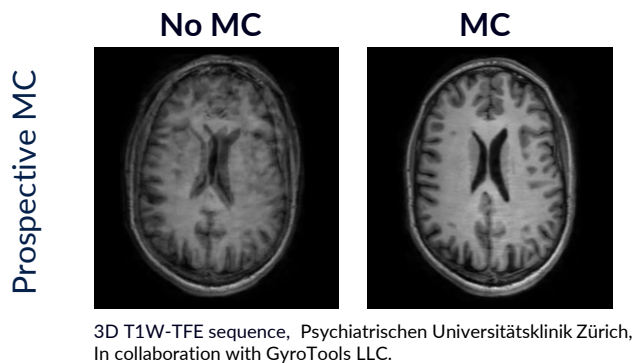 No MC
MC
Prospective MC
3D T1W-TFE sequence, Psychiatrischen Universitätsklinik Zürich,
In collaboration with GyroTools LLC.